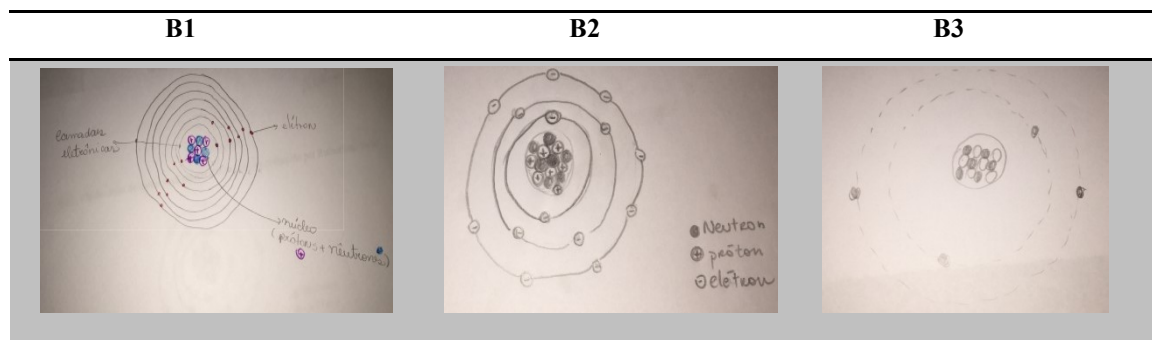 B1
B2
B3
Camadas
eletrônicas
elétron
núcleo
(prótons + nêutrons)
Neutron
próton
elétron